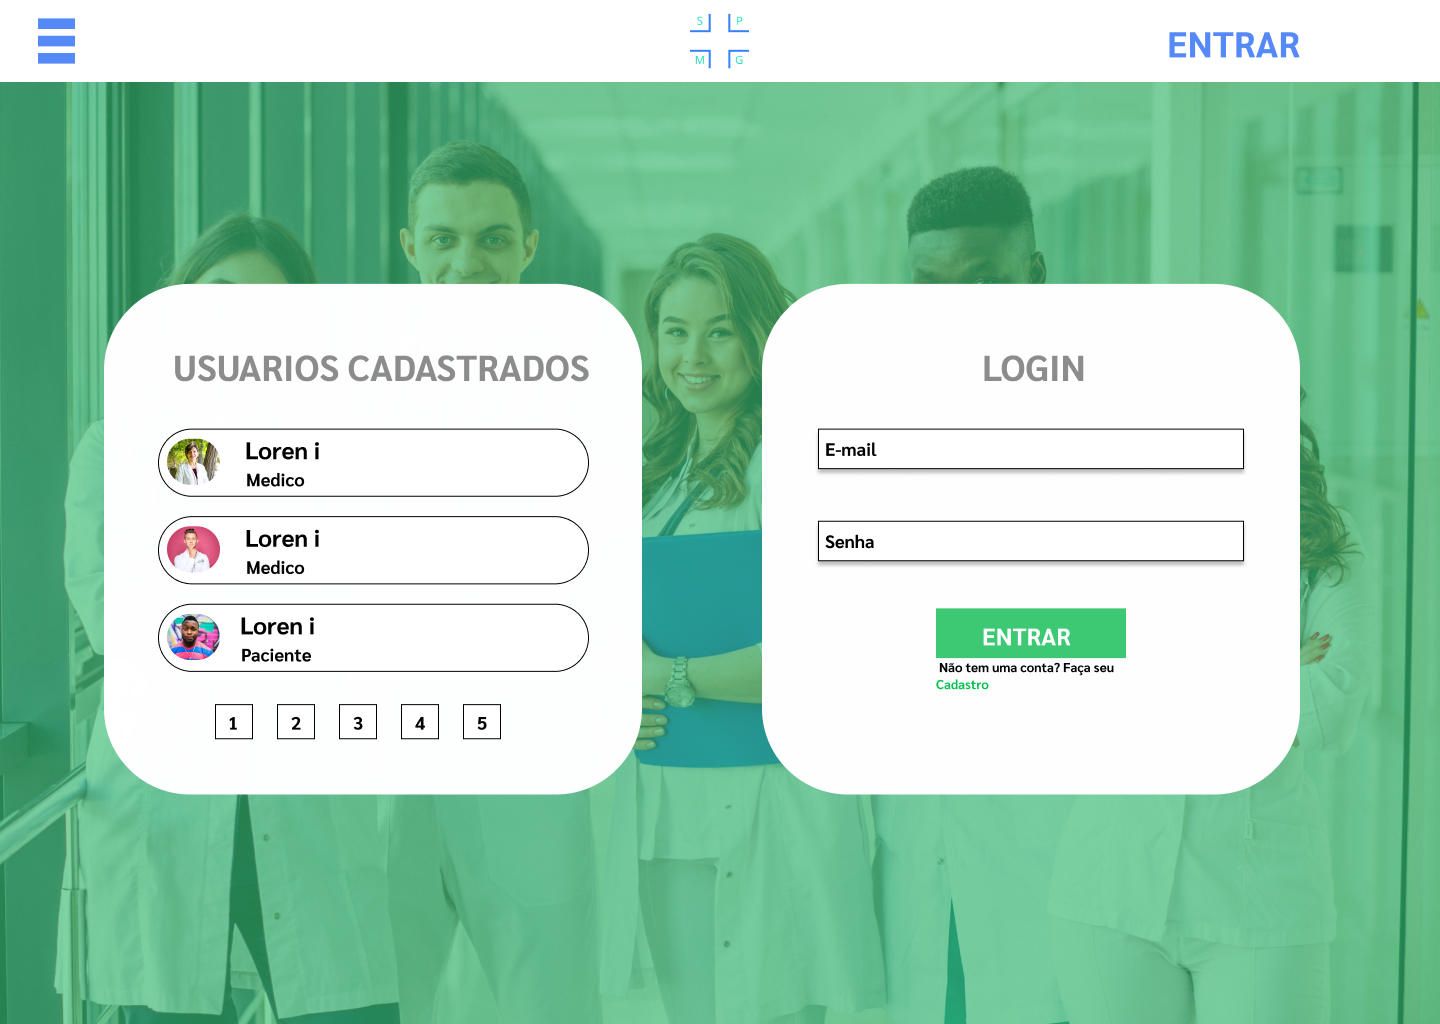 S P
M G
ENTRAR
USUARIOS CADASTRADOS
Loren i
Medico
Loren i
Medico
Loren i
Paciente
1 2 3 4 5
LOGIN
E-mail
Senha
ENTRAR
Não tem uma conta? Faça seu
Cadastro